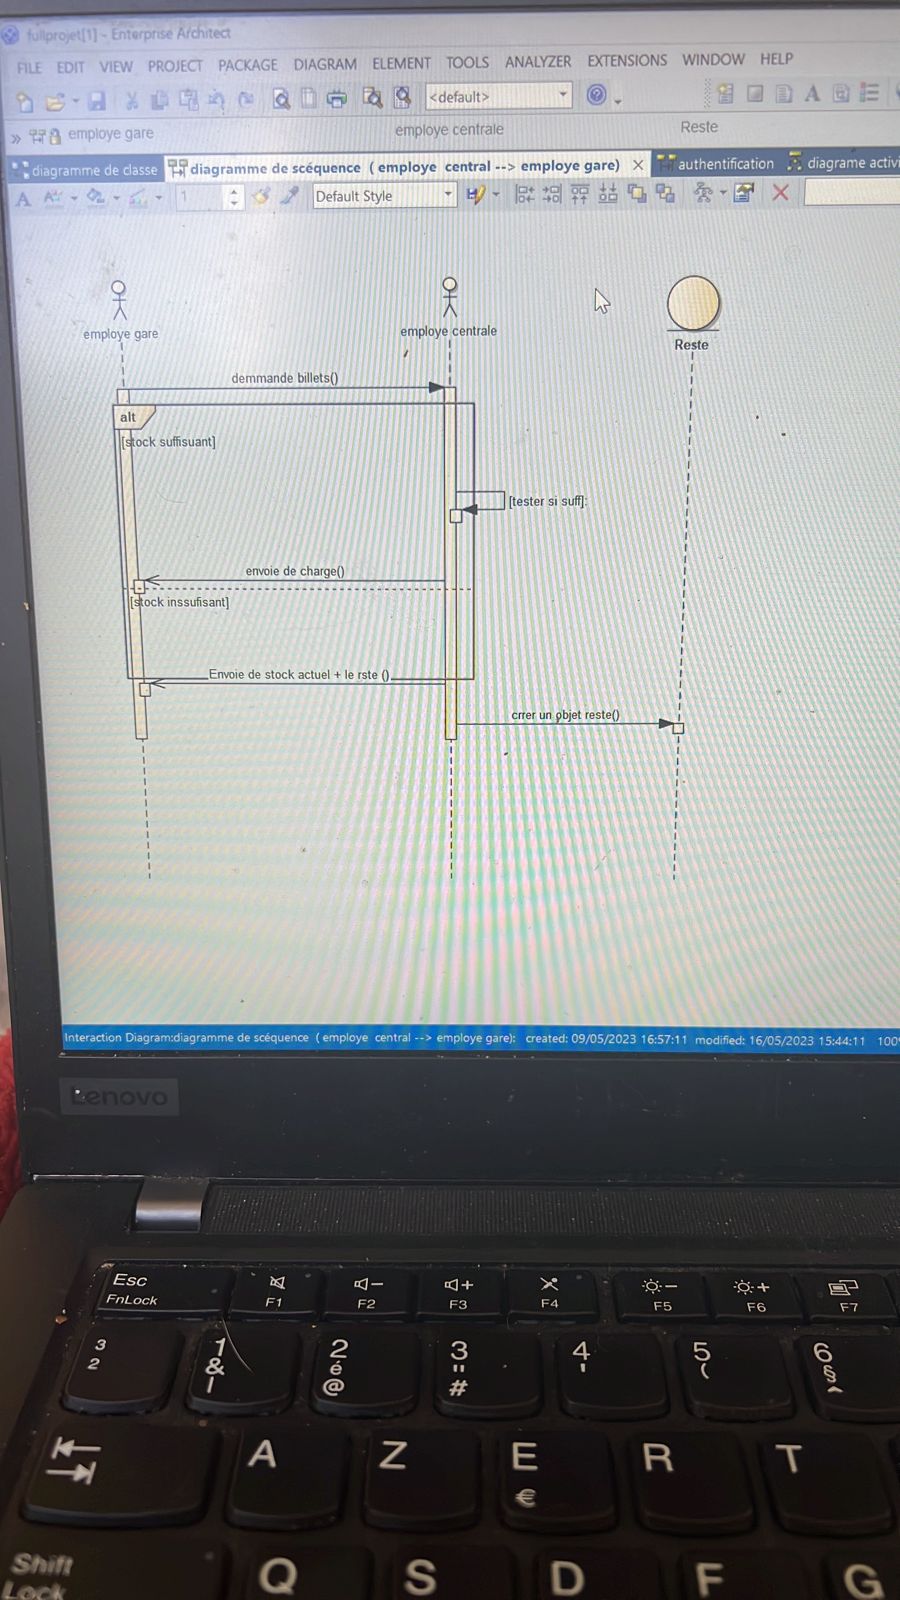 fullprojet[1] - Enterprise Architect
FILE EDIT VIEW PROJECT PACKAGE DIAGRAM ELEMENT TOOLS ANALYZER EXTENSIONS WINDOW HELP
<default>
» employe gare employe centrale Reste
diagramme de classe diagramme de scéquence ( employe central --> employe gare) authentification diagrame activi
1 Default Style
employe gare employe centrale Reste
demmande billets()
alt
[stock suffisuant]
[tester si suff]:
envoie de charge()
[stock inssufisant]
Envoie de stock actuel + le rste ()
crrer un objet reste()
Interaction Diagram:diagramme de scéquence ( employe central --> employe gare): created: 09/05/2023 16:57:11 modified: 16/05/2023 15:44:11 100%
Lenovo
Esc F1 F2 F3 F4 F5 F6 F7
FnLock
3 1 2 3 4 5 6
2 & é " ' ( §
| @ # ^
A Z E R T
€
Shift Q S D F G
Lock